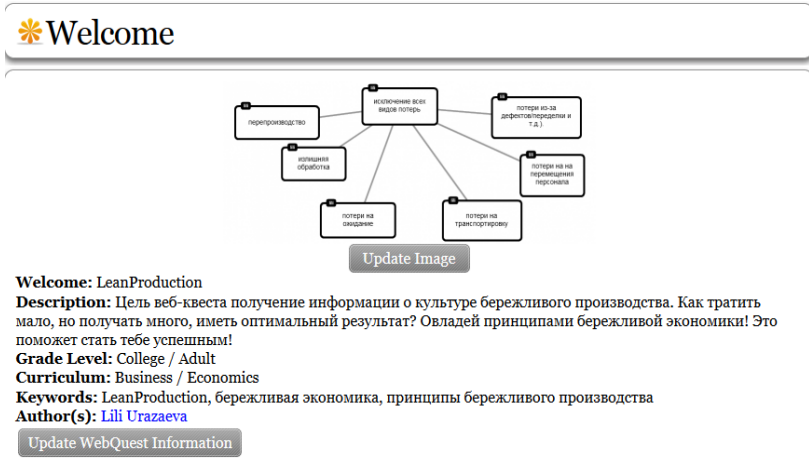 Welcome
исключение всех
видов потерь
перепроизводство
потери из-за
дефектов/переделки и
т.д.).
излишняя
обработка
потери на на
перемещения
персонала
потери на
ожидание
потери на
транспортировку
Update Image
Welcome: LeanProduction
Description: Цель веб-квеста получение информации о культуре бережливого производства. Как тратить
мало, но получать много, иметь оптимальный результат? Овладей принципами бережливой экономики! Это
поможет стать тебе успешным!
Grade Level: College / Adult
Curriculum: Business / Economics
Keywords: LeanProduction, бережливая экономика, принципы бережливого производства
Author(s): Lili Urazaeva
Update WebQuest Information